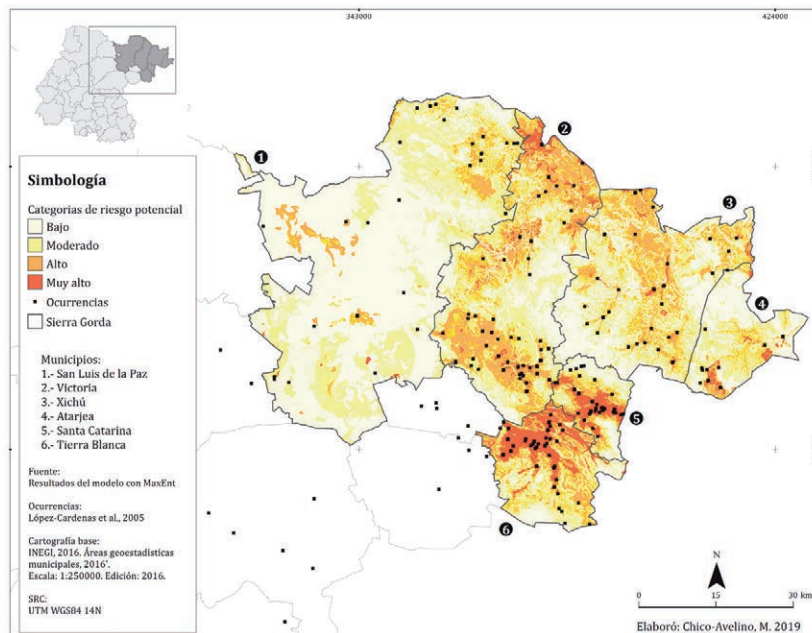 343000
424000
1
2
3
4
5
6
Simbología
Categorias de riesgo potencial
Bajo
Moderado
Alto
Muy alto
Ocurrencias
Sierra Gorda
Municipios:
1.- San Luis de la Paz
2.- Victoria
3.- Xichú
4.- Atarjea
5.- Santa Catarina
6.- Tierra Blanca
Fuente:
Resultados del modelo con MaxEnt
Ocurrencias:
López-Cardenas et al., 2005
Cartografía base:
INEGI, 2016. Áreas geoestadísticas
municipales, 2016'.
Escala: 1:250000. Edición: 2016.
SRC:
UTM WGS84 14N
N
0 15 30 km
Elaboró: Chico-Avelino, M. 2019